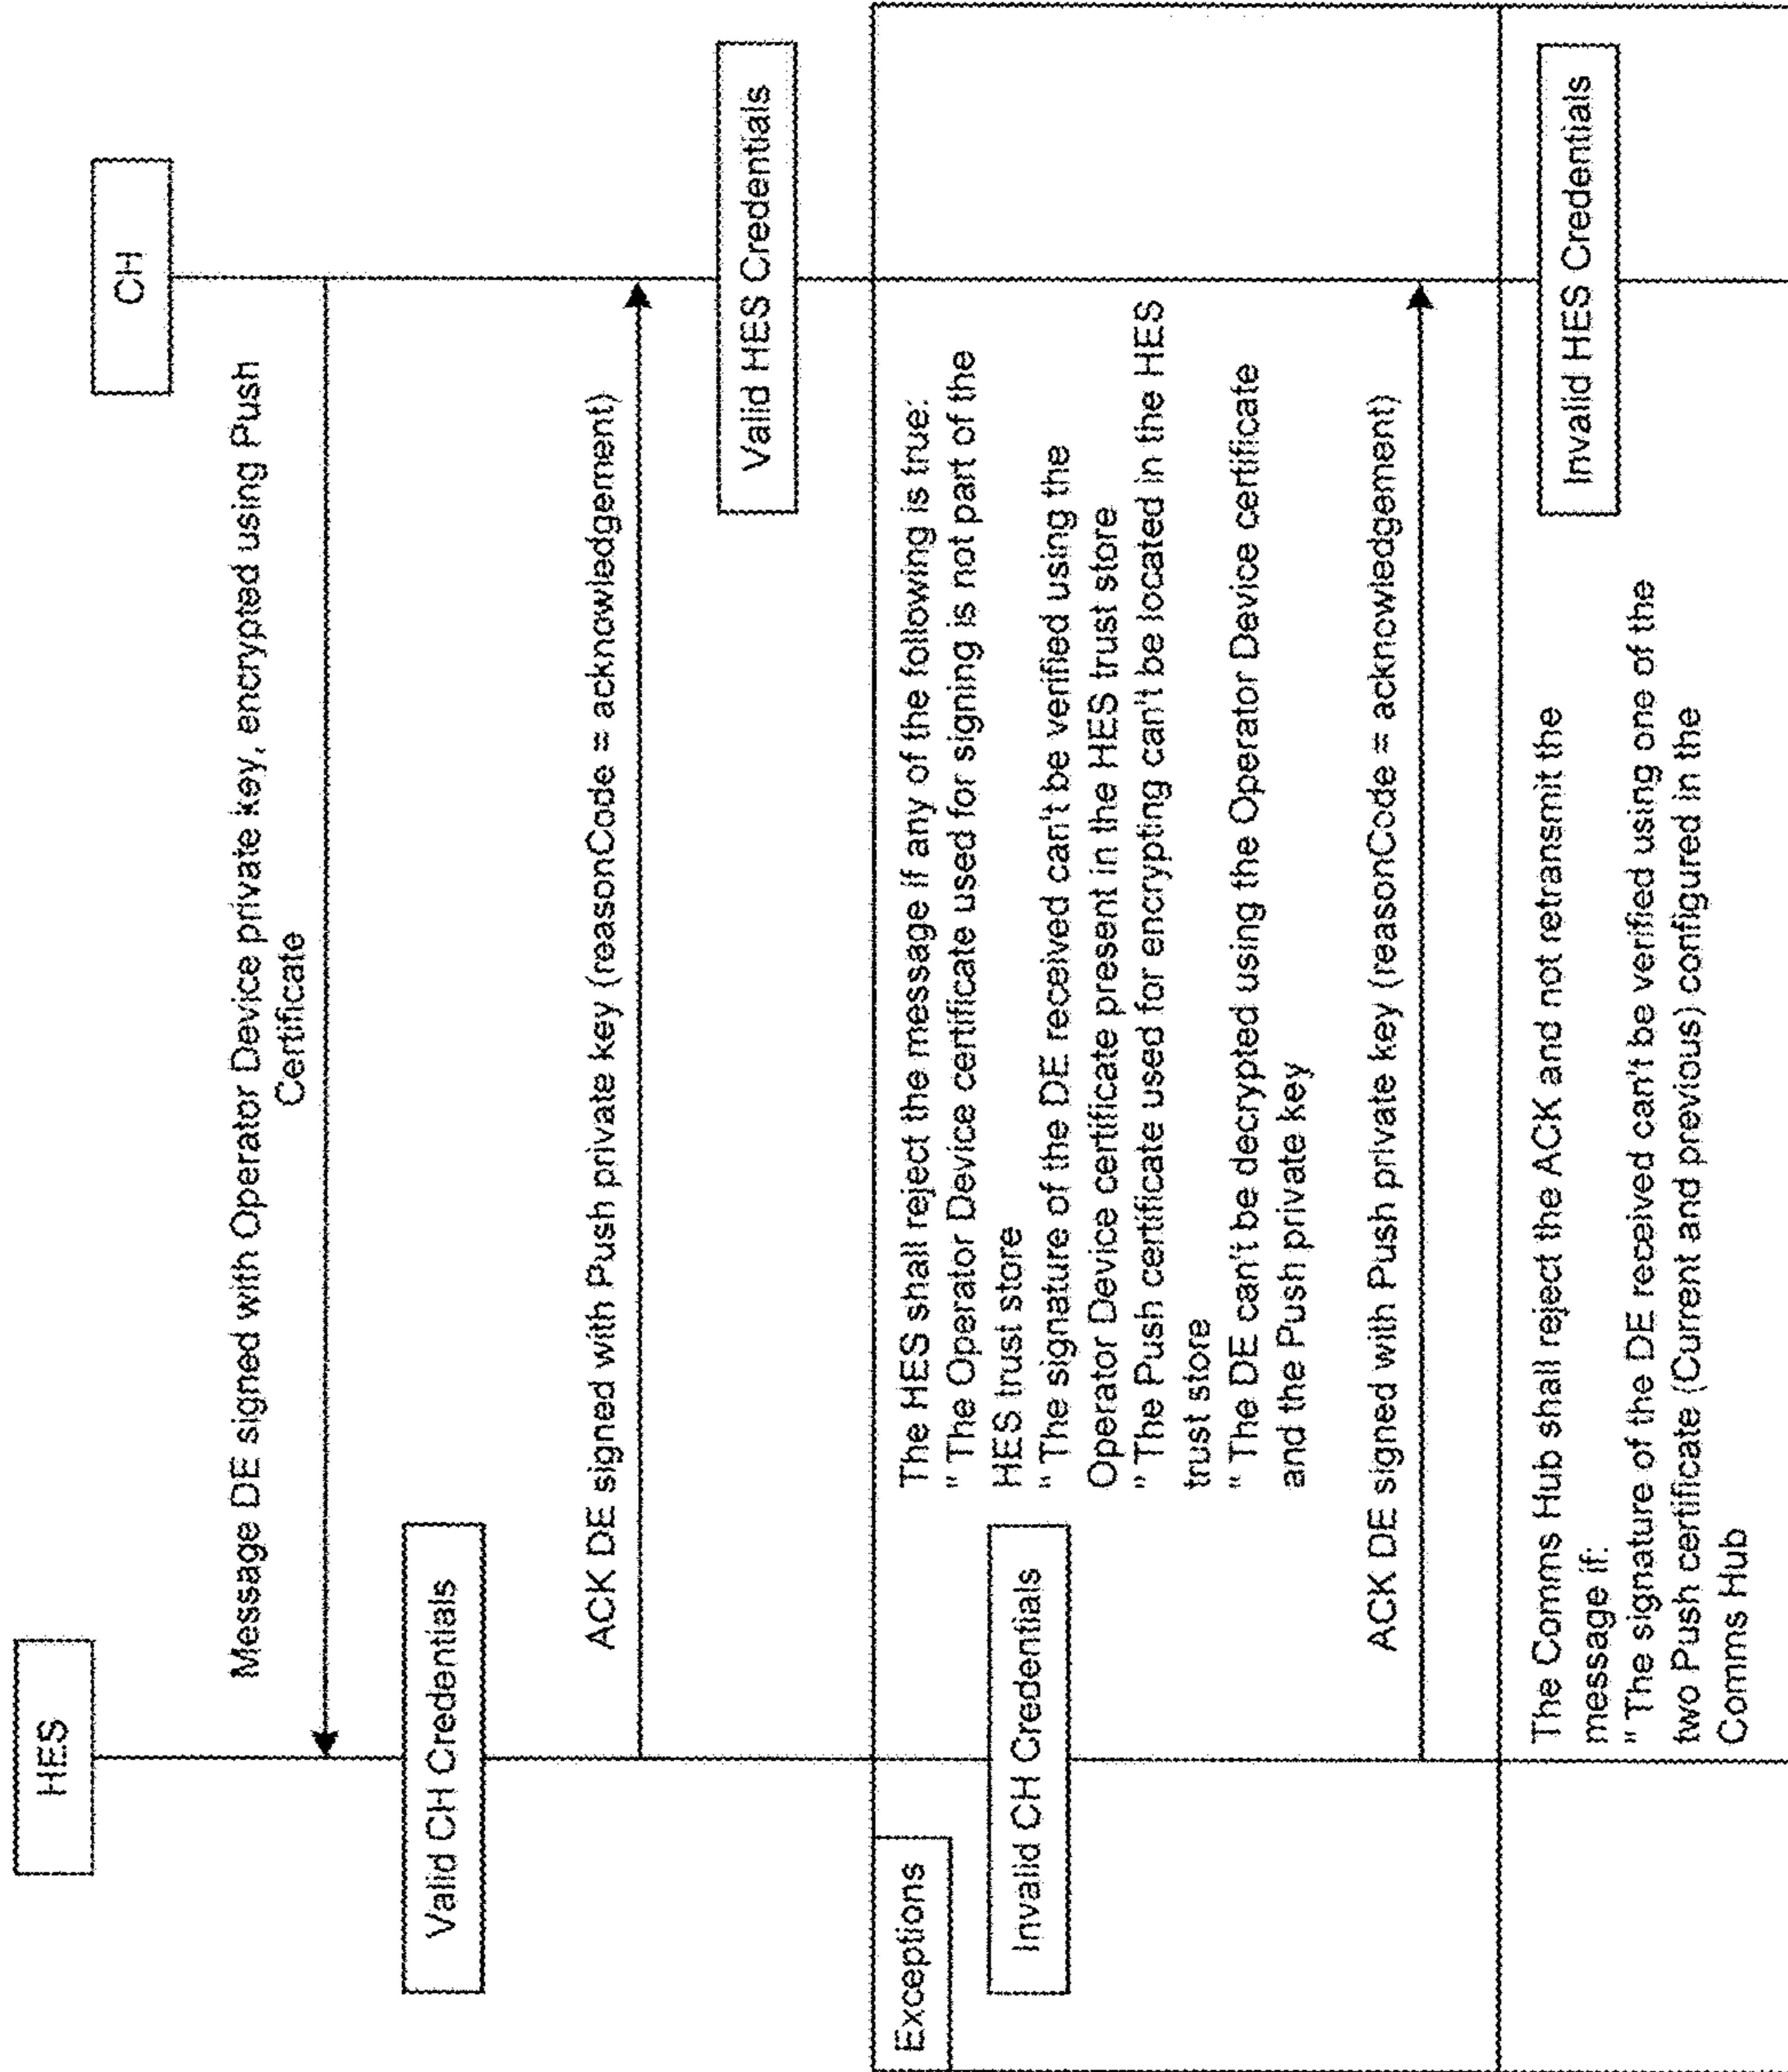 HES
CH
Message DE signed with Operator Device private key, encrypted using Push
Certificate
Valid CH Credentials
ACK DE signed with Push private key (reasonCode = acknowledgement)
Valid HES Credentials
Exceptions
The HES shall reject the message if any of the following is true:
" The Operator Device certificate used for signing is not part of the
HES trust store
" The signature of the DE received can't be verified using the
Operator Device certificate present in the HES trust store
" The Push certificate used for encrypting can't be located in the HES
trust store
" The DE can't be decrypted using the Operator Device certificate
and the Push private key
Invalid CH Credentials
ACK DE signed with Push private key (reasonCode = acknowledgement)
Invalid HES Credentials
The Comms Hub shall reject the ACK and not retransmit the
message if:
" The signature of the DE received can't be verified using one of the
two Push certificate (Current and previous) configured in the
Comms Hub